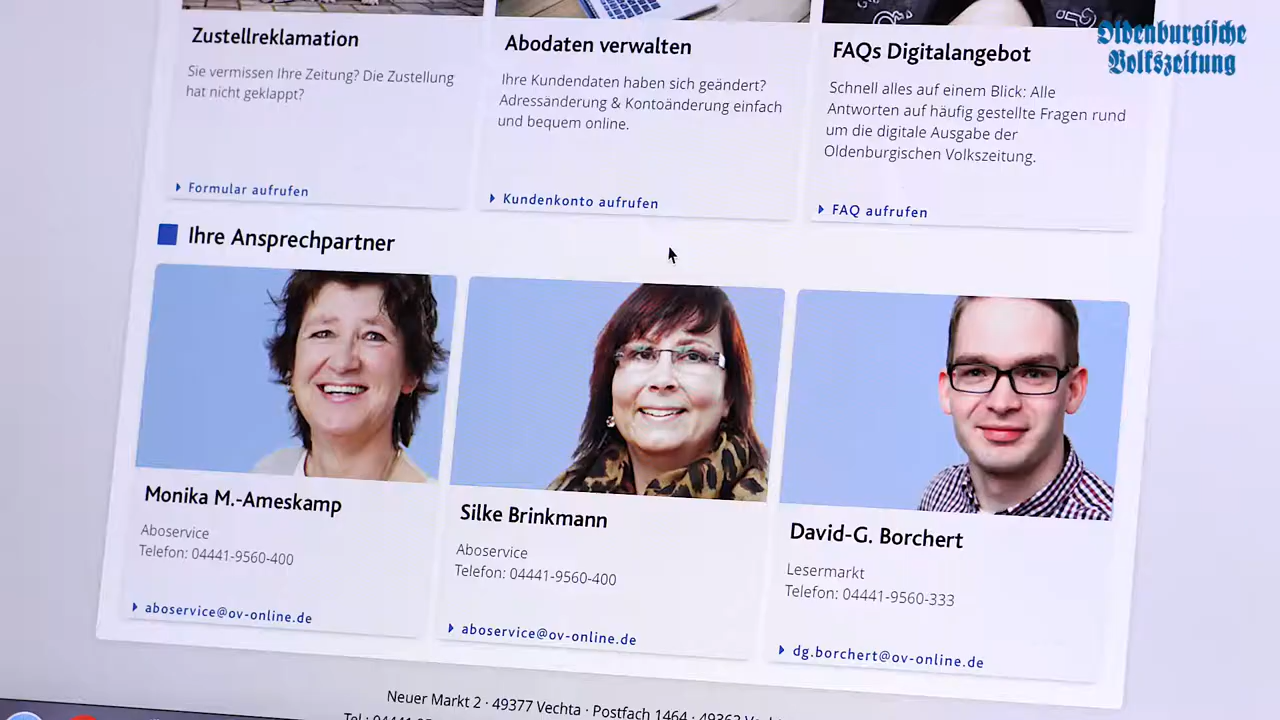 Oldenburgische
Volkszeitung
Zustellreklamation
Sie vermissen Ihre Zeitung? Die Zustellung
hat nicht geklappt?
Formular aufrufen
Abodaten verwalten
Ihre Kundendaten haben sich geändert?
Adressänderung & Kontoänderung einfach
und bequem online.
Kundenkonto aufrufen
FAQs Digitalangebot
Schnell alles auf einem Blick: Alle
Antworten auf häufig gestellte Fragen rund
um die digitale Ausgabe der
Oldenburgischen Volkszeitung.
FAQ aufrufen
Ihre Ansprechpartner
Monika M.-Ameskamp
Aboservice
Telefon: 04441-9560-400
aboservice@ov-online.de
Silke Brinkmann
Aboservice
Telefon: 04441-9560-400
aboservice@ov-online.de
David-G. Borchert
Lesermarkt
Telefon: 04441-9560-333
dg.borchert@ov-online.de
Neuer Markt 2 · 49377 Vechta · Postfach 1464 · 49362